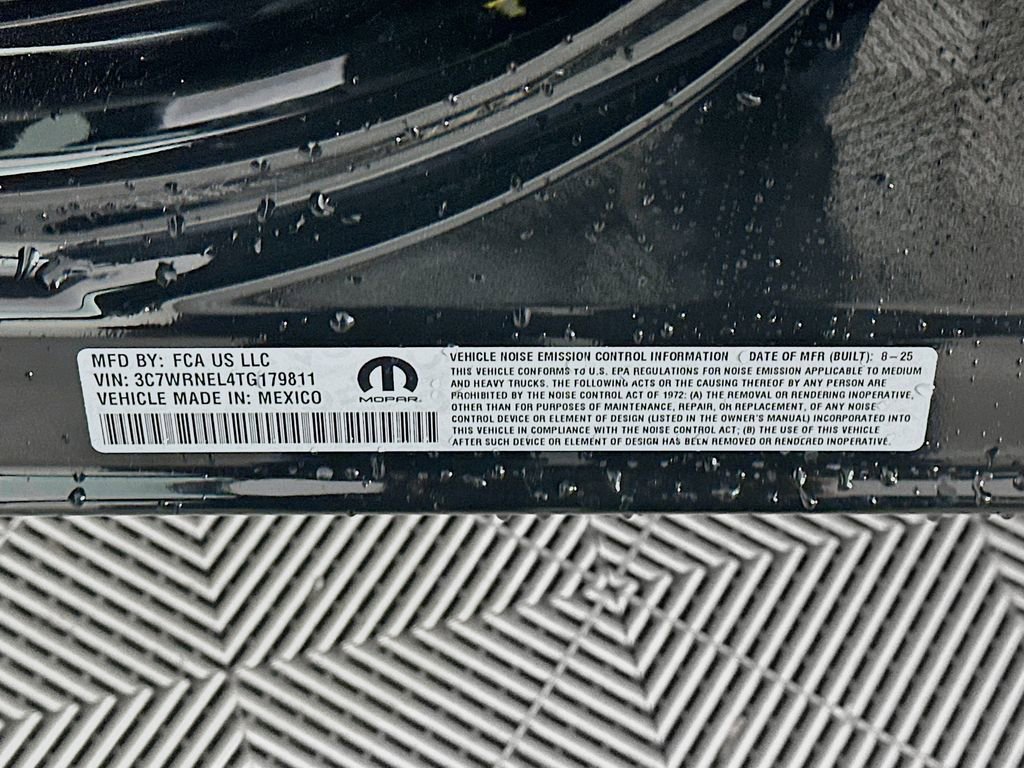 MFD BY: FCA US LLC
VIN: 3C7WRNEL4TG179811
VEHICLE MADE IN: MEXICO
MOPAR
VEHICLE NOISE EMISSION CONTROL INFORMATION ( DATE OF MFR (BUILT): 8-25
THIS VEHICLE CONFORMS TO U.S. EPA REGULATIONS FOR NOISE EMISSION APPLICABLE TO MEDIUM
AND HEAVY TRUCKS. THE FOLLOWING ACTS OR THE CAUSING THEREOF BY ANY PERSON ARE
PROHIBITED BY THE NOISE CONTROL ACT OF 1972: (A) THE REMOVAL OR RENDERING INOPERATIVE,
OTHER THAN FOR PURPOSES OF MAINTENANCE, REPAIR, OR REPLACEMENT, OF ANY NOISE
CONTROL DEVICE OR ELEMENT OF DESIGN (LISTED IN THE OWNER'S MANUAL) INCORPORATED INTO
THIS VEHICLE IN COMPLIANCE WITH THE NOISE CONTROL ACT; (B) THE USE OF THIS VEHICLE
AFTER SUCH DEVICE OR ELEMENT OF DESIGN HAS BEEN REMOVED OR RENDERED INOPERATIVE.